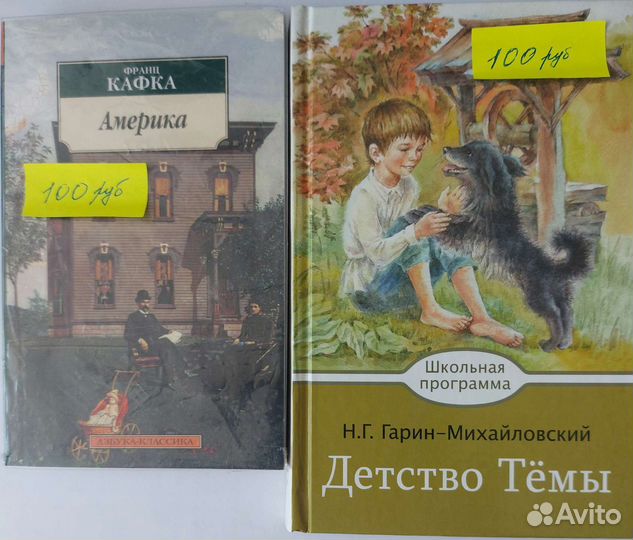 ФРАНЦ
КАФКА
Америка
100 руб
АЗБУКА-КЛАССИКА
100 руб
Школьная
программа
Н.Г. Гарин-Михайловский
Детство Тёмы
Avito